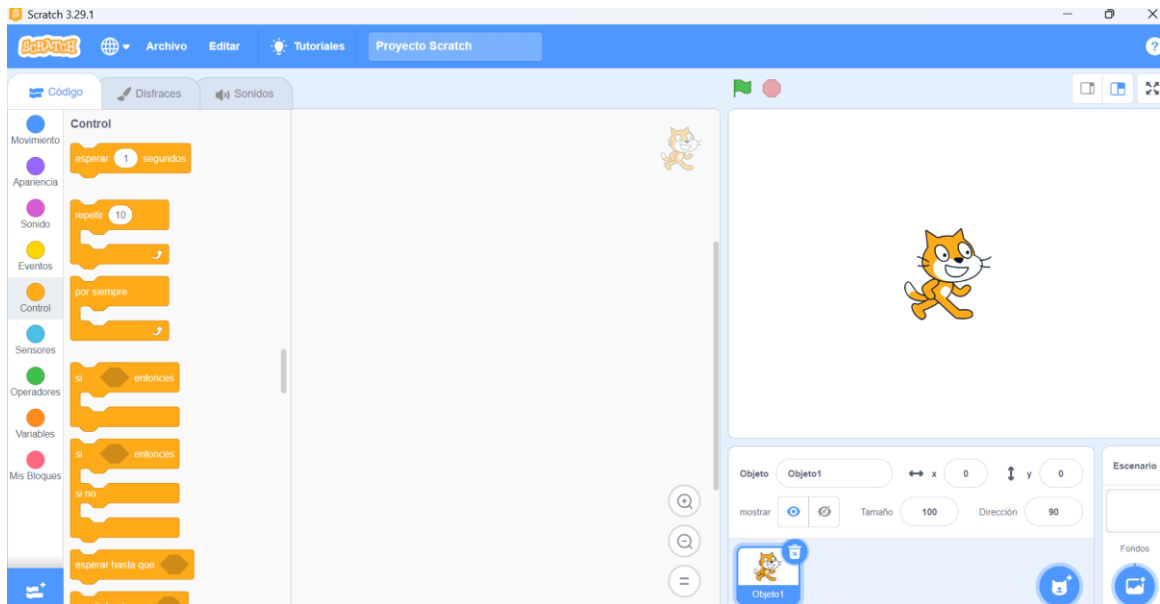 Scratch 3.29.1
SCRATCH
Archivo
Editar
Tutoriales
Proyecto Scratch
?
Código
Disfraces
Sonidos
Movimiento
Apariencia
Sonido
Eventos
Control
Sensores
Operadores
Variables
Mis Bloques
Control
esperar 1 segundos
repetir 10
por siempre
si entonces
si entonces
si no
esperar hasta que
Objeto Objeto1 x 0 y 0
mostrar Tamaño 100 Dirección 90
Objeto1
Escenario
Fondos